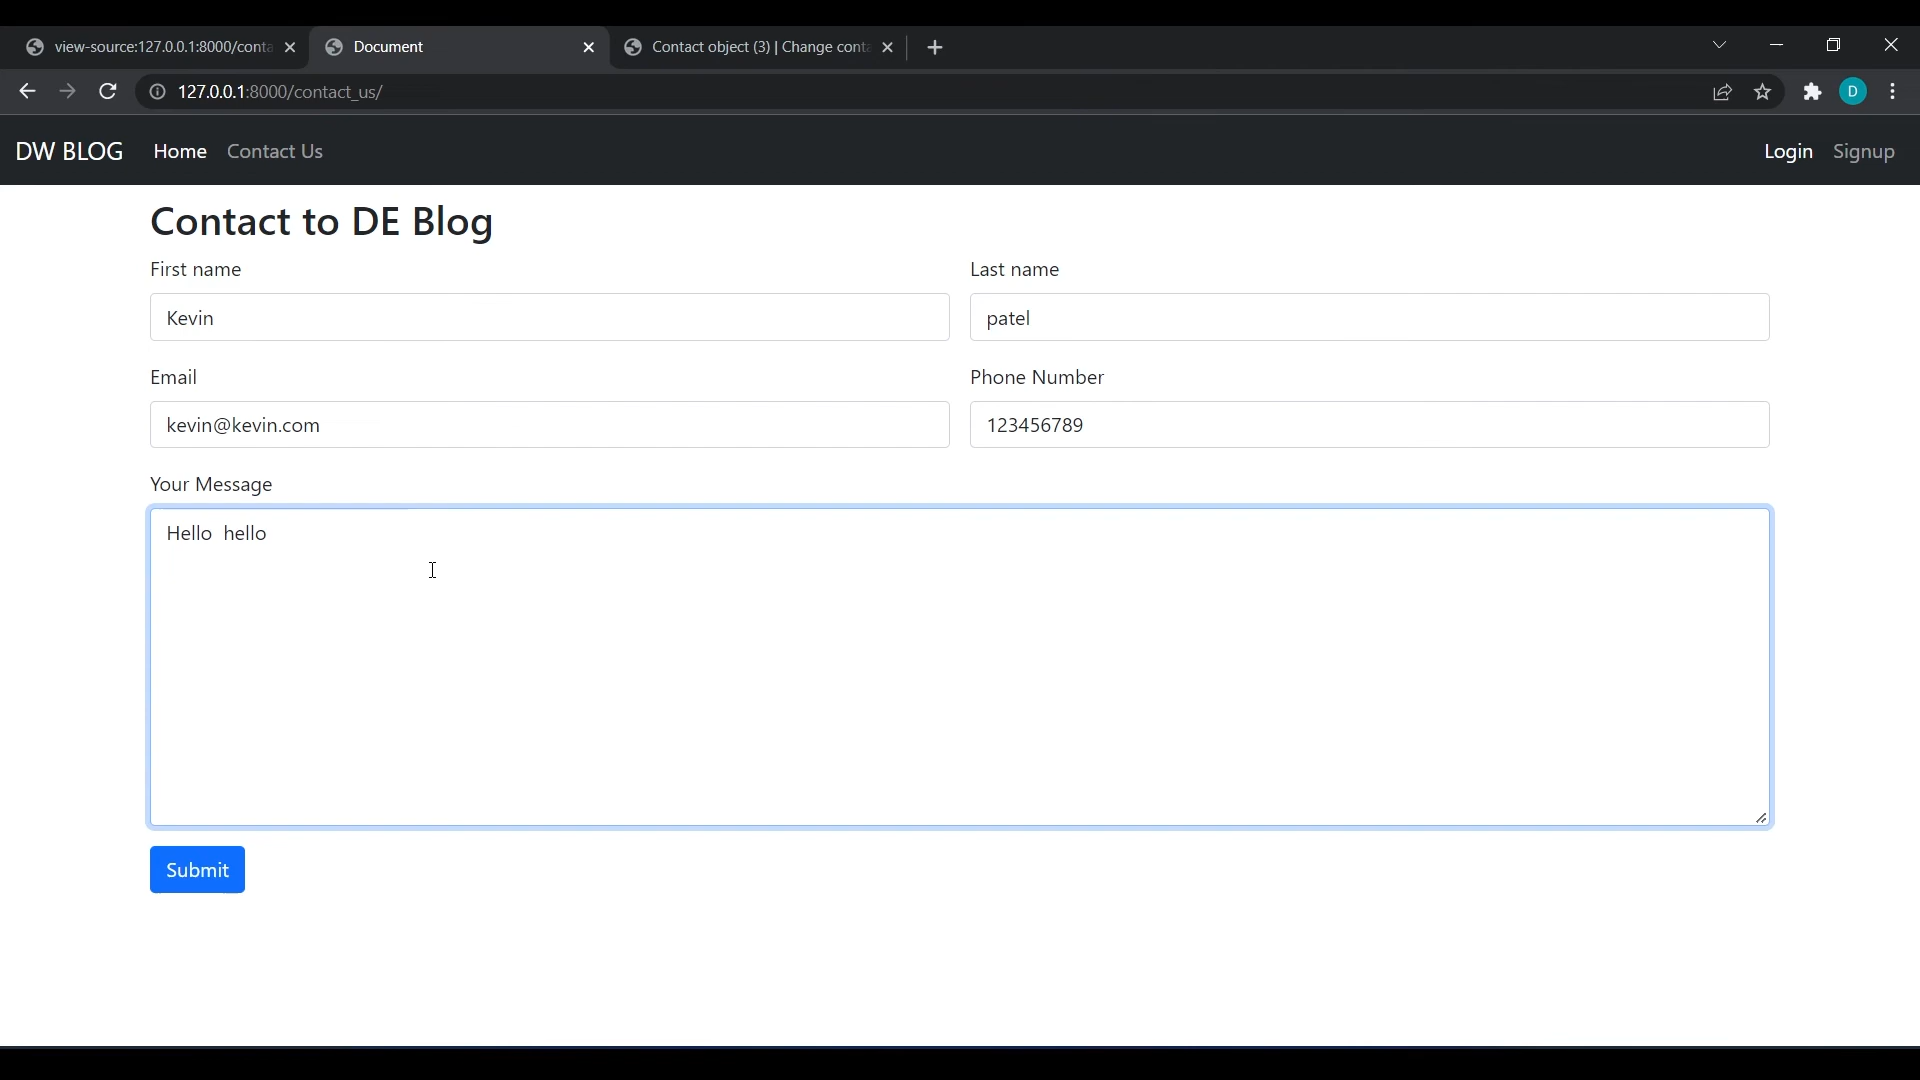 view-source:127.0.0.1:8000/conta
Document
Contact object (3) | Change conta
127.0.0.1:8000/contact_us/
D
DW BLOG Home Contact Us Login Signup
Contact to DE Blog
First name Last name
Kevin patel
Email Phone Number
kevin@kevin.com 123456789
Your Message
Hello  hello
Submit